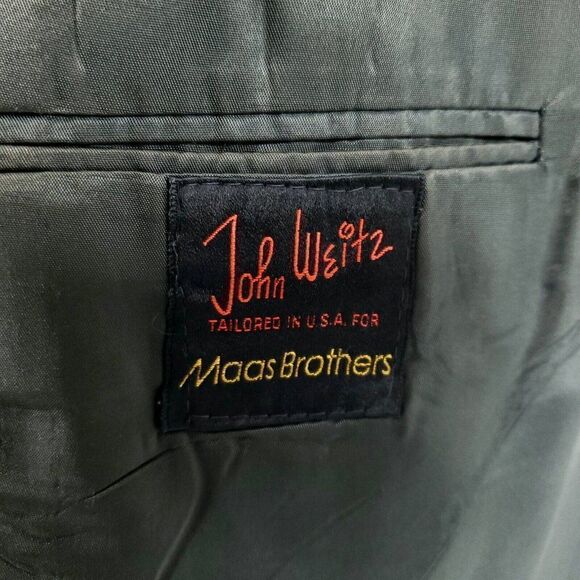 John Weitz
TAILORED IN U.S.A. FOR
Maas Brothers